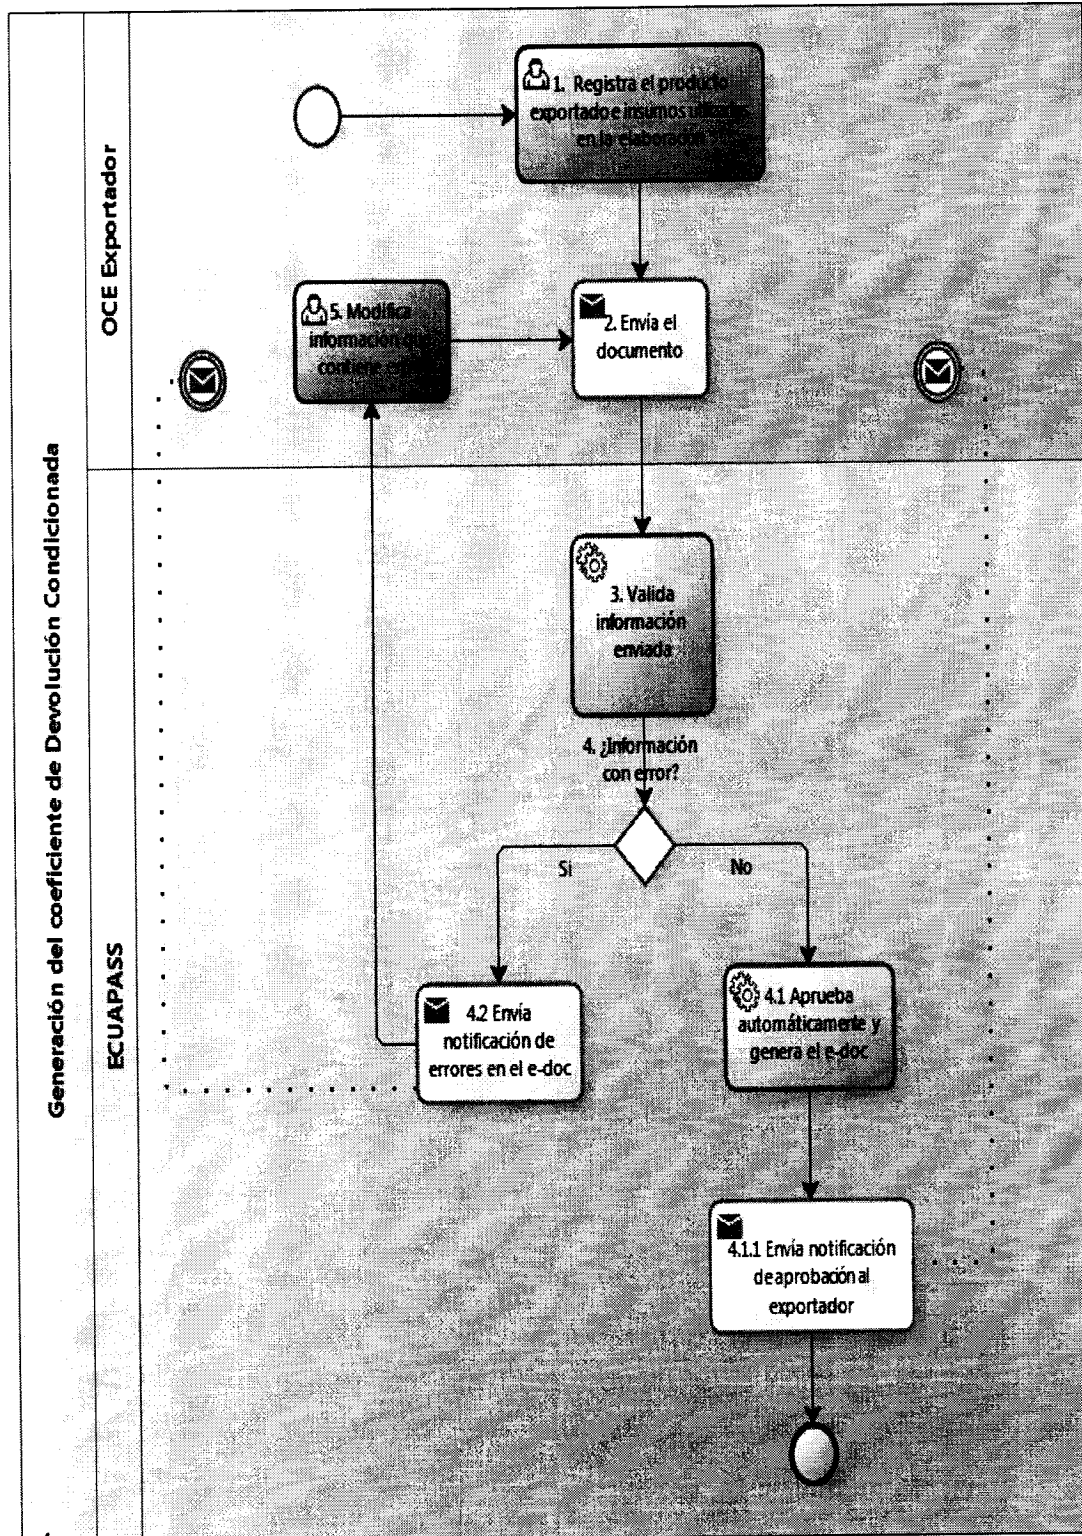 Generación del coeficiente de Devolución Condicionada
OCE Exportador
1. Registra el producto
exportado e insumos utilizados
en la elaboración
5. Modifica
información que
contiene
2. Envía el
documento
ECUAPASS
3. Valida
información
enviada
4. ¿Información
con error?
Si
No
4.2 Envía
notificación de
errores en el e-doc
4.1 Aprueba
automáticamente y
genera el e-doc
4.1.1 Envía notificación
de aprobación al
exportador